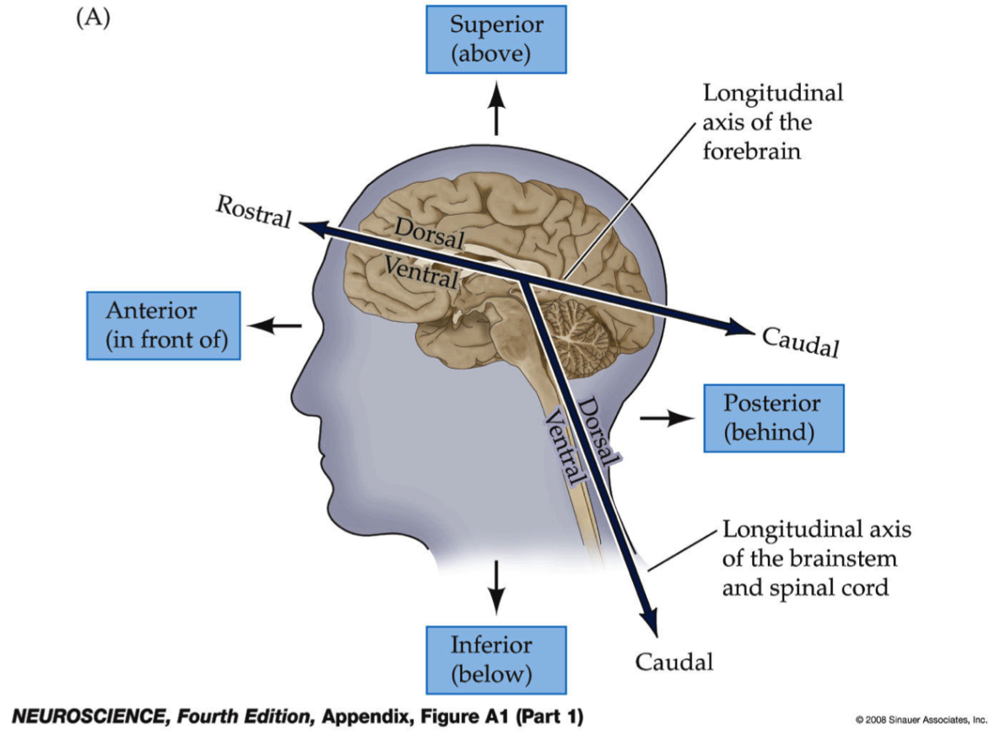 (A)
Superior
(above)
Longitudinal
axis of the
forebrain
Rostral
Dorsal
Ventral
Anterior
(in front of)
Caudal
Posterior
(behind)
Dorsal
Ventral
Longitudinal axis
of the brainstem
and spinal cord
Inferior
(below)
Caudal
NEUROSCIENCE, Fourth Edition, Appendix, Figure A1 (Part 1)
© 2008 Sinauer Associates, Inc.